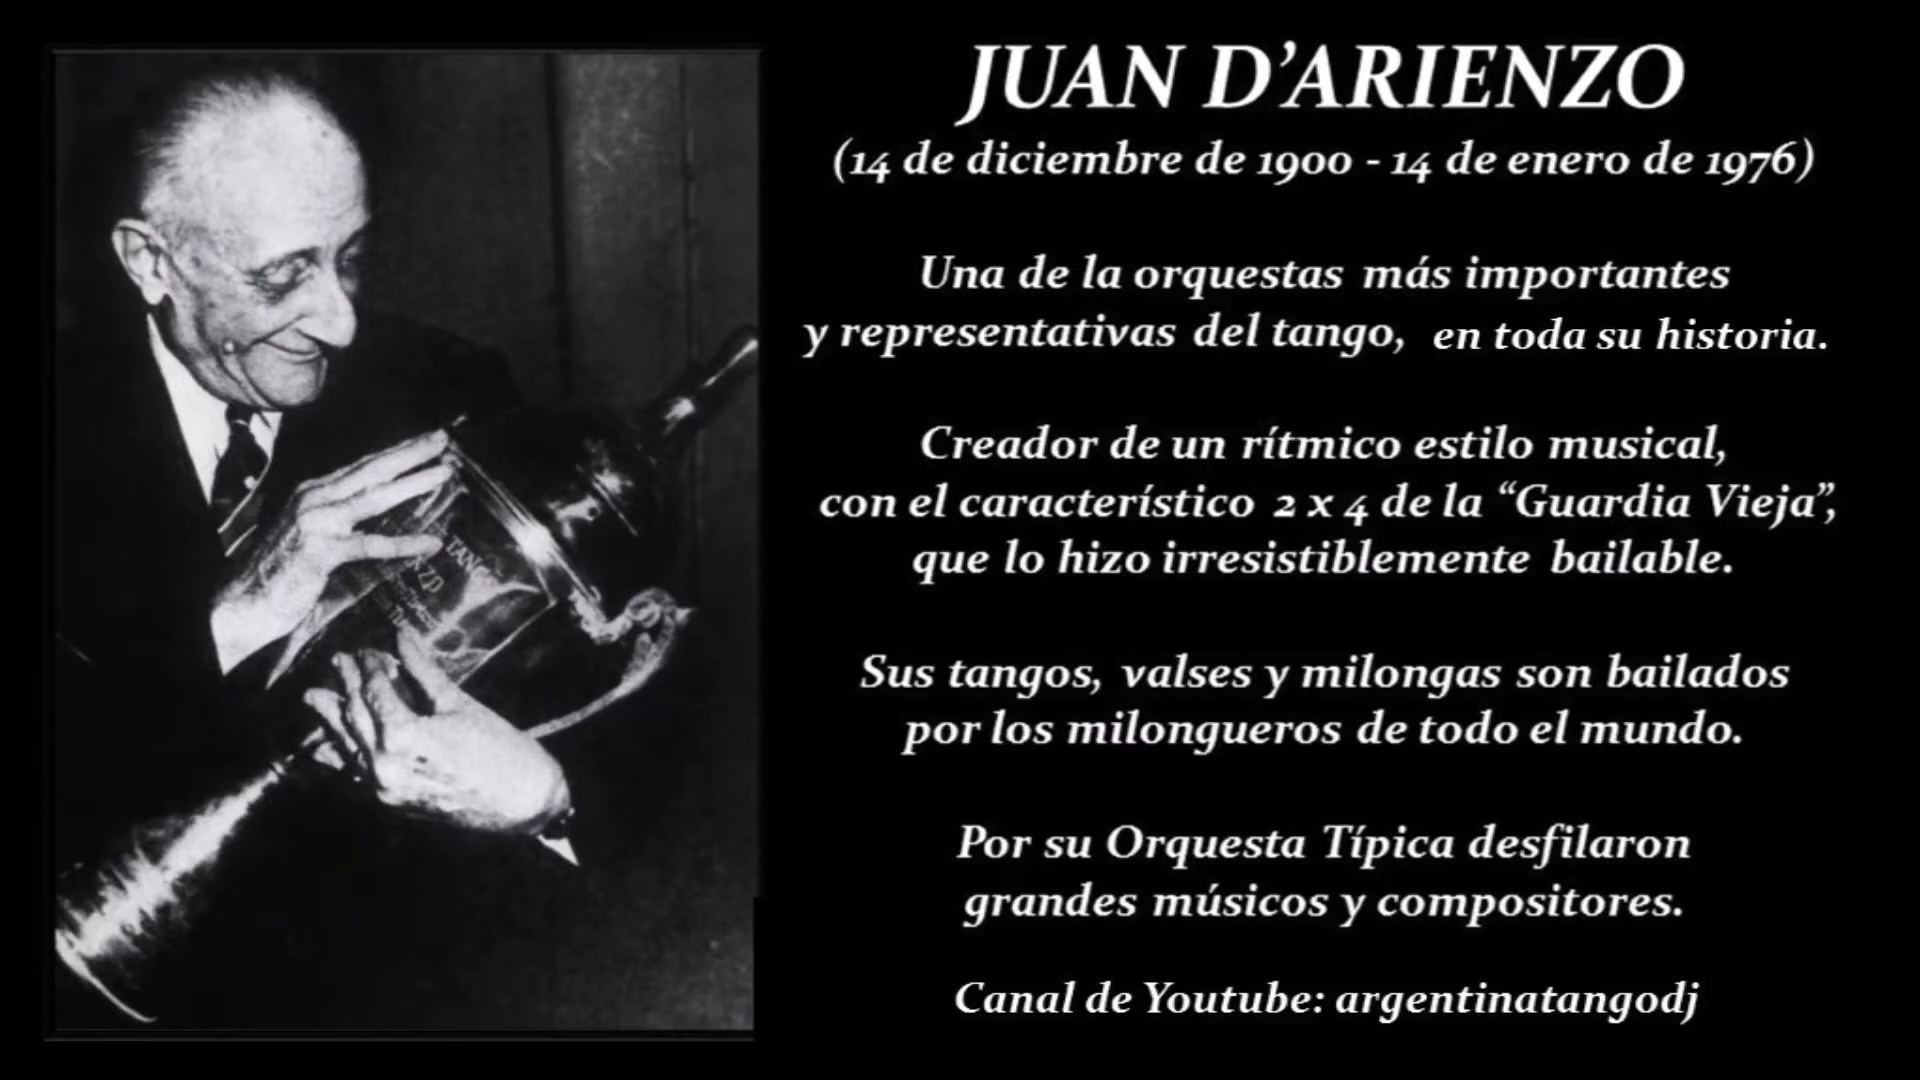 JUAN D’ARIENZO
(14 de diciembre de 1900 - 14 de enero de 1976)
Una de la orquestas más importantes
y representativas del tango, en toda su historia.
Creador de un rítmico estilo musical,
con el característico 2 x 4 de la “Guardia Vieja”,
que lo hizo irresistiblemente bailable.
Sus tangos, valses y milongas son bailados
por los milongueros de todo el mundo.
Por su Orquesta Típica desfilaron
grandes músicos y compositores.
Canal de Youtube: argentinatangodj
TANGO